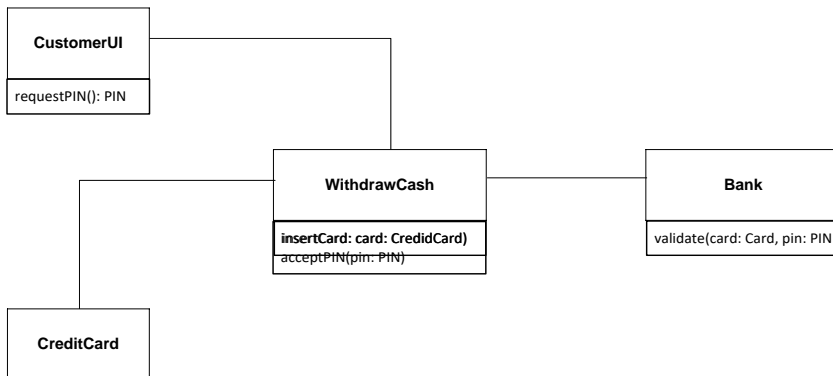 CustomerUI
requestPIN(): PIN
WithdrawCash
insertCard: card: CredidCard)
acceptPIN(pin: PIN)
Bank
validate(card: Card, pin: PIN
CreditCard